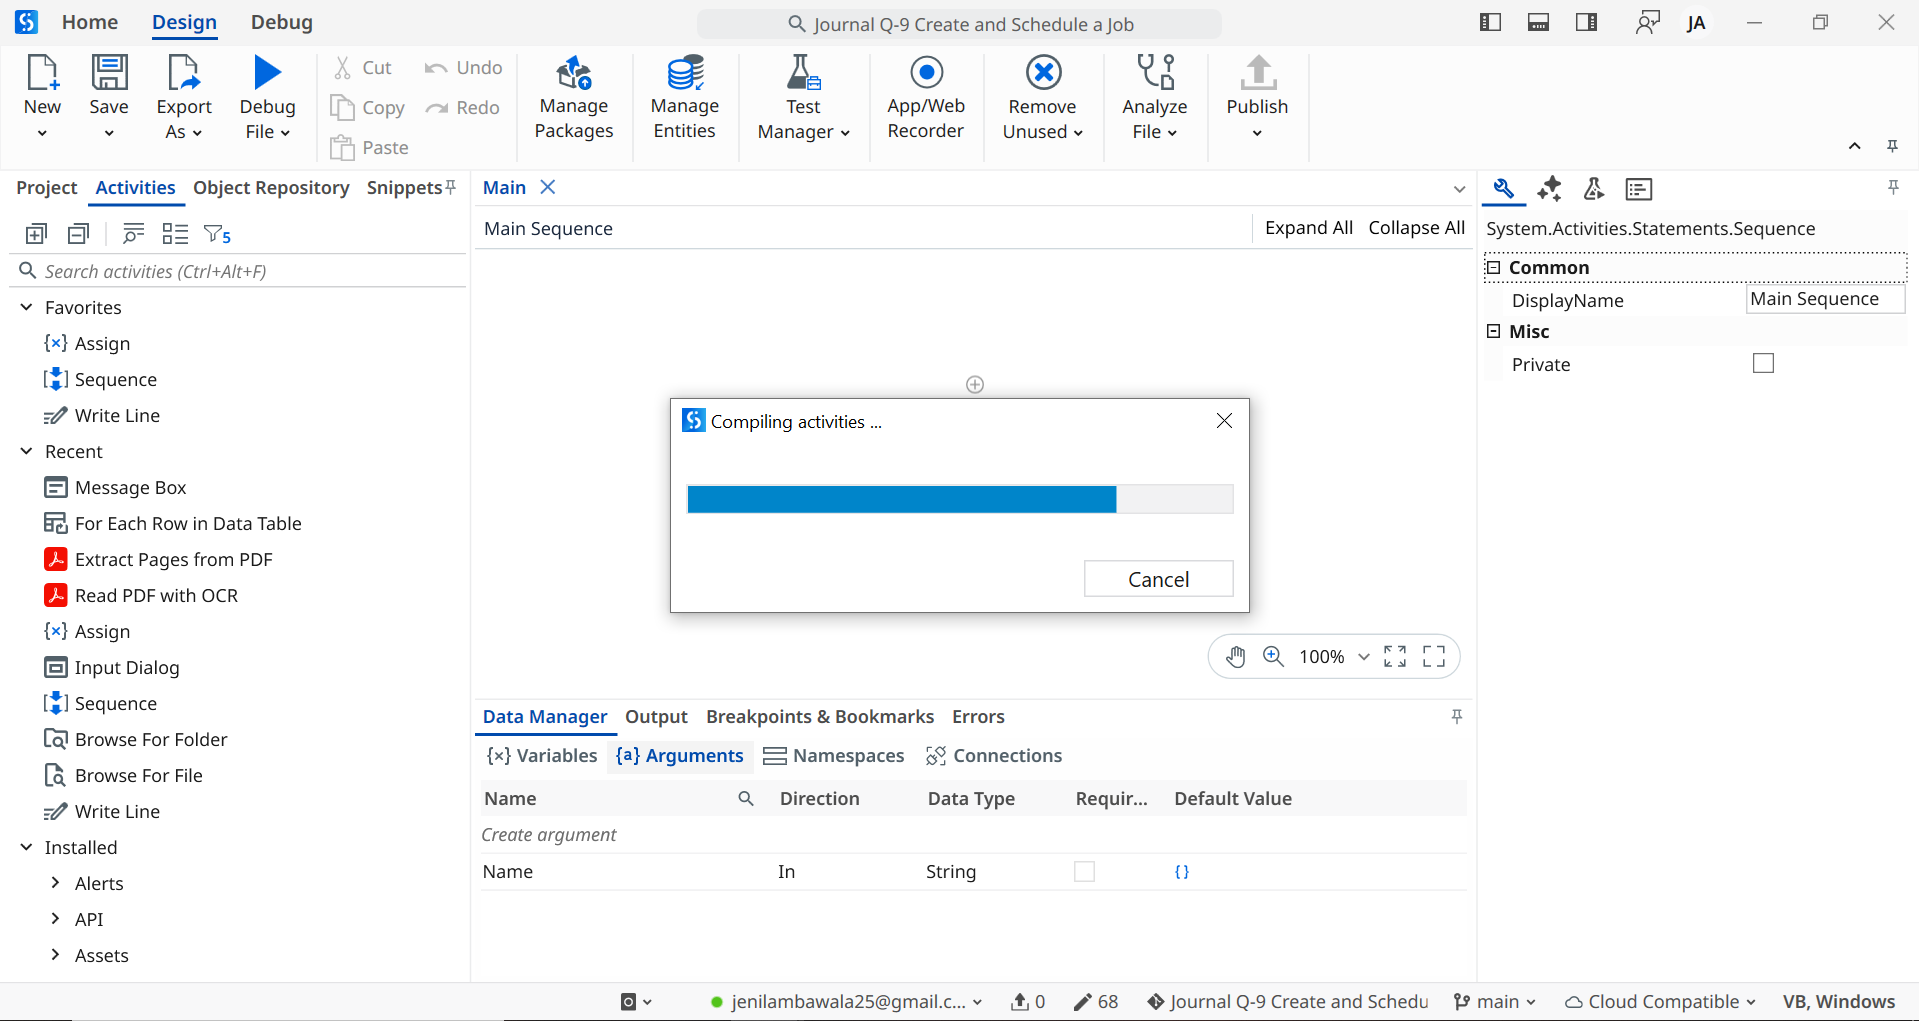 Home Design Debug
Journal Q-9 Create and Schedule a Job
JA
New
Save
Export As
Debug File
Cut
Copy
Paste
Undo
Redo
Manage Packages
Manage Entities
Test Manager
App/Web Recorder
Remove Unused
Analyze File
Publish
Project Activities Object Repository Snippets
5
Search activities (Ctrl+Alt+F)
Favorites
Assign
Sequence
Write Line
Recent
Message Box
For Each Row in Data Table
Extract Pages from PDF
Read PDF with OCR
Assign
Input Dialog
Sequence
Browse For Folder
Browse For File
Write Line
Installed
Alerts
API
Assets
Main
Main Sequence
Expand All Collapse All
Compiling activities ...
Cancel
100%
Data Manager Output Breakpoints & Bookmarks Errors
{x} Variables {a} Arguments Namespaces Connections
Name Direction Data Type Requir... Default Value
Create argument
Name In String {}
System.Activities.Statements.Sequence
Common
DisplayName Main Sequence
Misc
Private
jenilambawala25@gmail.c... 0 68 Journal Q-9 Create and Schedu main Cloud Compatible VB, Windows